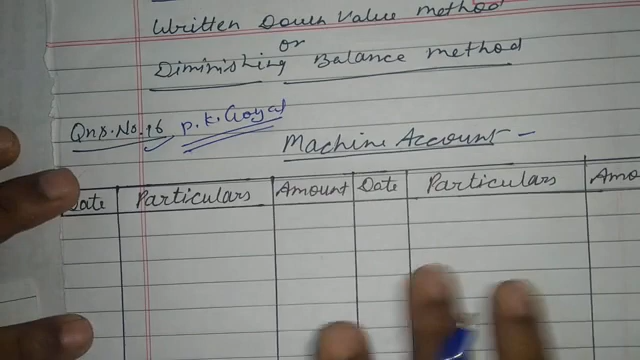 Written Down Value Method
or
Diminishing Balance Method
Qns.No.16 P.K.Goyal
Machine Account -
Date Particulars Amount Date Particulars Amo